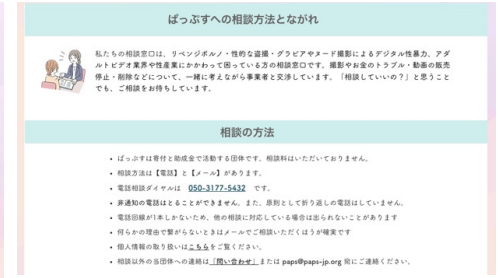 ぱっぷすへの相談方法とながれ
私たちの相談窓口は、リベンジポルノ・性的な盗撮・グラビアやヌード撮影によるデジタル性暴力、アダ
ルトビデオ業界や性産業にかかわって困っている方の相談窓口です。撮影やお金のトラブル・動画の販売
停止・削除などについて、一緒に考えながら事業者と交渉しています。「相談していいの？」と思うこと
でも、ご相談をお待ちしています。
相談の方法
• ぱっぷすは寄付と助成金で活動する団体です。相談料はいただいておりません。
• 相談方法は【電話】と【メール】があります。
• 電話相談ダイヤルは 050-3177-5432 です。
• 非通知の電話はとることができません。また、原則として折り返しの電話はしていません。
• 電話回線が1本しかないため、他の相談に対応している場合は出られないことがあります
• 何らかの理由で繋がらないときはメールでご相談いただくほうが確実です
• 個人情報の取り扱いはこちらをご覧ください。
• 相談以外の当団体への連絡は「問い合わせ」または paps@paps-jp.org 宛にご連絡ください。